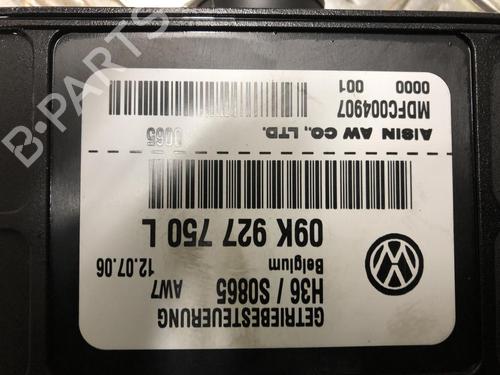 GETRIEBESTEUERUNG
H36 / S0865 AW7
Belgium 12.07.06
09K 927 750 L
AISIN AW CO., LTD. 0865
MDFC004907 0000
001
B-PARTS